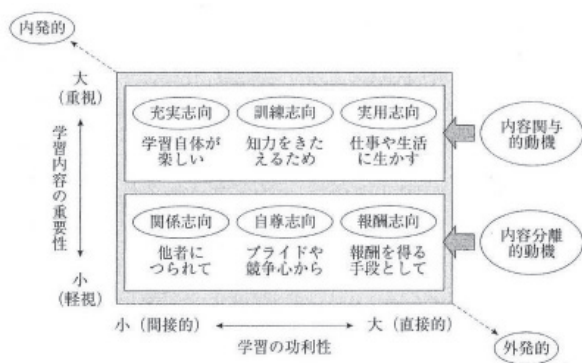 内発的
大
(重視)
学習内容の重要性
小
(軽視)
充実志向
学習自体が
楽しい
訓練志向
知力をきた
えるため
実用志向
仕事や生活
に生かす
内容関与
的動機
関係志向
他者に
つられて
自尊志向
プライドや
競争心から
報酬志向
報酬を得る
手段として
内容分離
的動機
小(間接的)
大(直接的)
学習の功利性
外発的